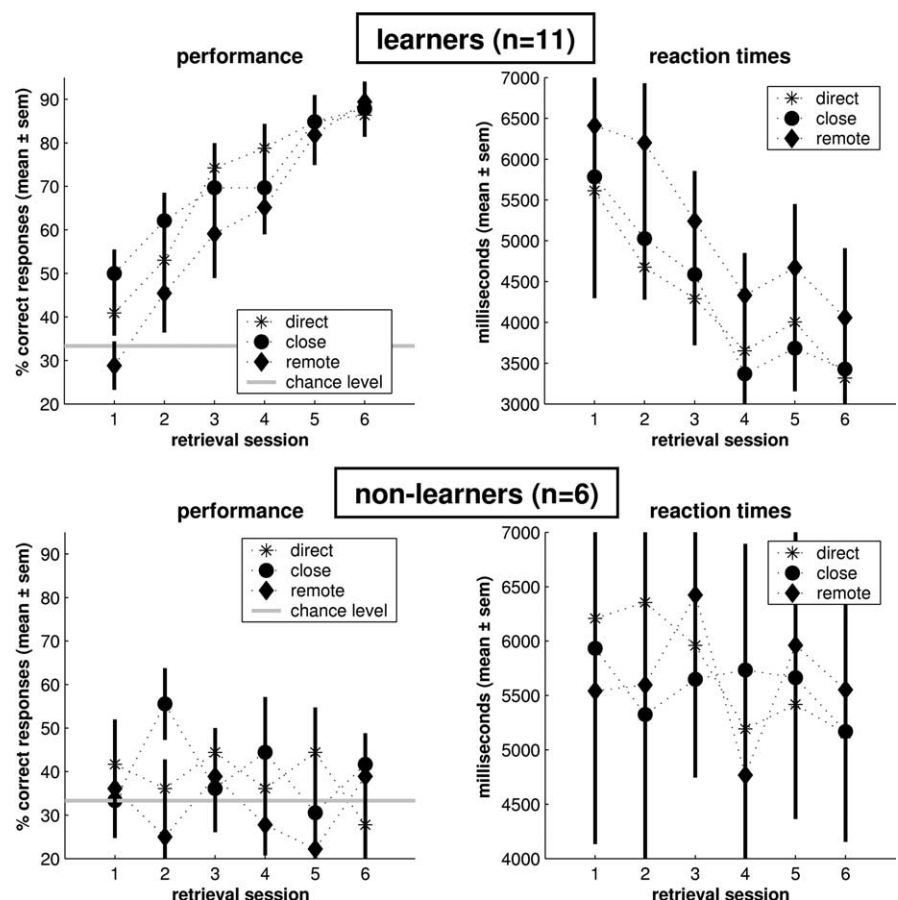 learners (n=11)
performance
% correct responses (mean ± sem)
90
80
70
60
50
40
30
20
direct
close
remote
chance level
1 2 3 4 5 6
retrieval session
reaction times
milliseconds (mean ± sem)
7000
6500
6000
5500
5000
4500
4000
3500
3000
direct
close
remote
1 2 3 4 5 6
retrieval session
non-learners (n=6)
performance
% correct responses (mean ± sem)
90
80
70
60
50
40
30
20
direct
close
remote
chance level
1 2 3 4 5 6
retrieval session
reaction times
milliseconds (mean ± sem)
7000
6500
6000
5500
5000
4500
4000
direct
close
remote
1 2 3 4 5 6
retrieval session